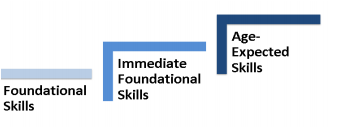 Foundational
Skills
Immediate
Foundational
Skills
Age-
Expected
Skills